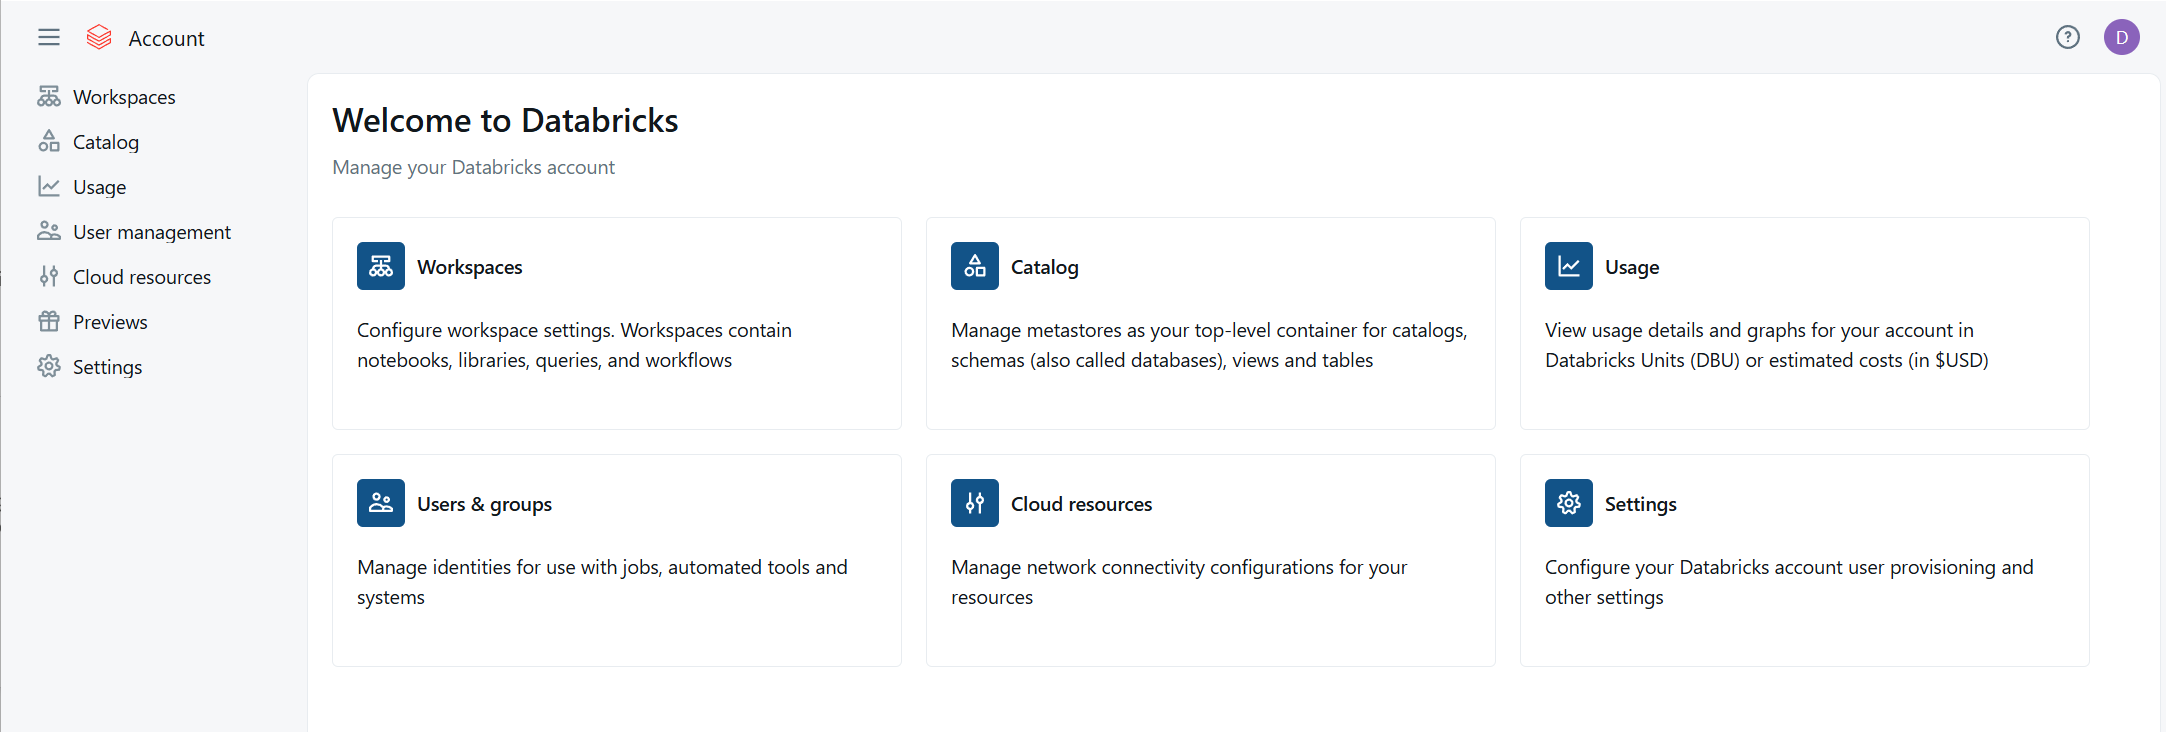 Account
D
Workspaces
Catalog
Usage
User management
Cloud resources
Previews
Settings
Welcome to Databricks
Manage your Databricks account
Workspaces
Configure workspace settings. Workspaces contain
notebooks, libraries, queries, and workflows
Catalog
Manage metastores as your top-level container for catalogs,
schemas (also called databases), views and tables
Usage
View usage details and graphs for your account in
Databricks Units (DBU) or estimated costs (in $USD)
Users & groups
Manage identities for use with jobs, automated tools and
systems
Cloud resources
Manage network connectivity configurations for your
resources
Settings
Configure your Databricks account user provisioning and
other settings